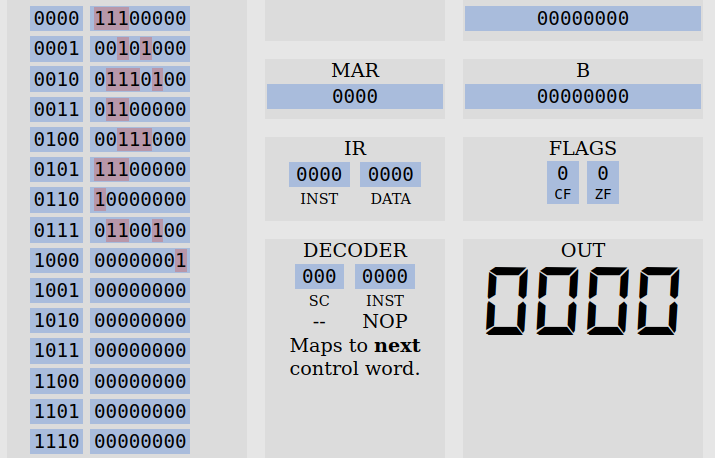 0000 11100000
0001 00101000
0010 01110100
0011 01100000
0100 00111000
0101 11100000
0110 10000000
0111 01100100
1000 00000001
1001 00000000
1010 00000000
1011 00000000
1100 00000000
1101 00000000
1110 00000000
MAR
0000
IR
0000 0000
INST DATA
DECODER
000 0000
SC INST
-- NOP
Maps to next
control word.
00000000
B
00000000
FLAGS
0 0
CF ZF
OUT
0000